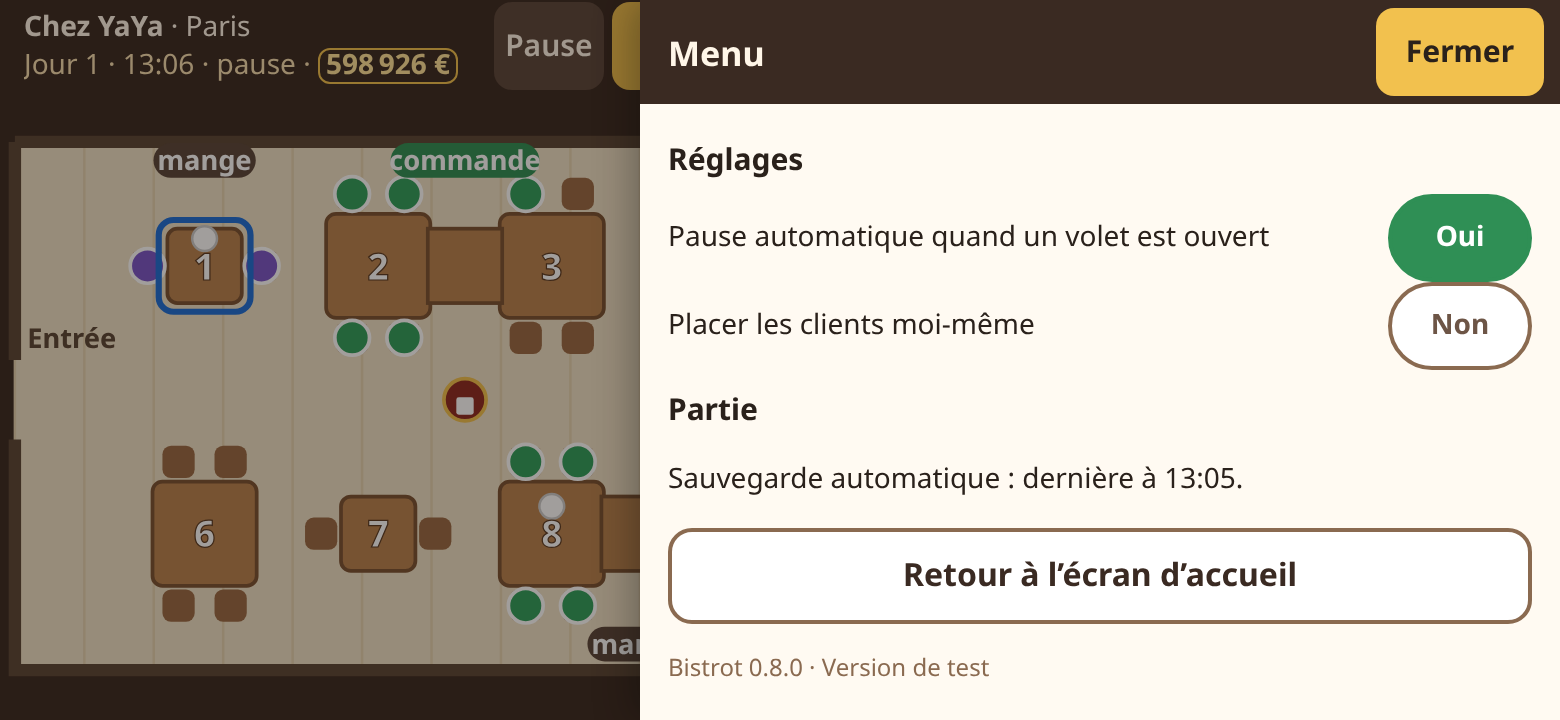 Chez YaYa · Paris
Jour 1 · 13:06 · pause · 598 926 €
Pause
mange
commande
1
2
3
Entrée
6
7
8
Menu
Fermer
Réglages
Pause automatique quand un volet est ouvert
Oui
Placer les clients moi-même
Non
Partie
Sauvegarde automatique : dernière à 13:05.
Retour à l’écran d’accueil
Bistrot 0.8.0 · Version de test